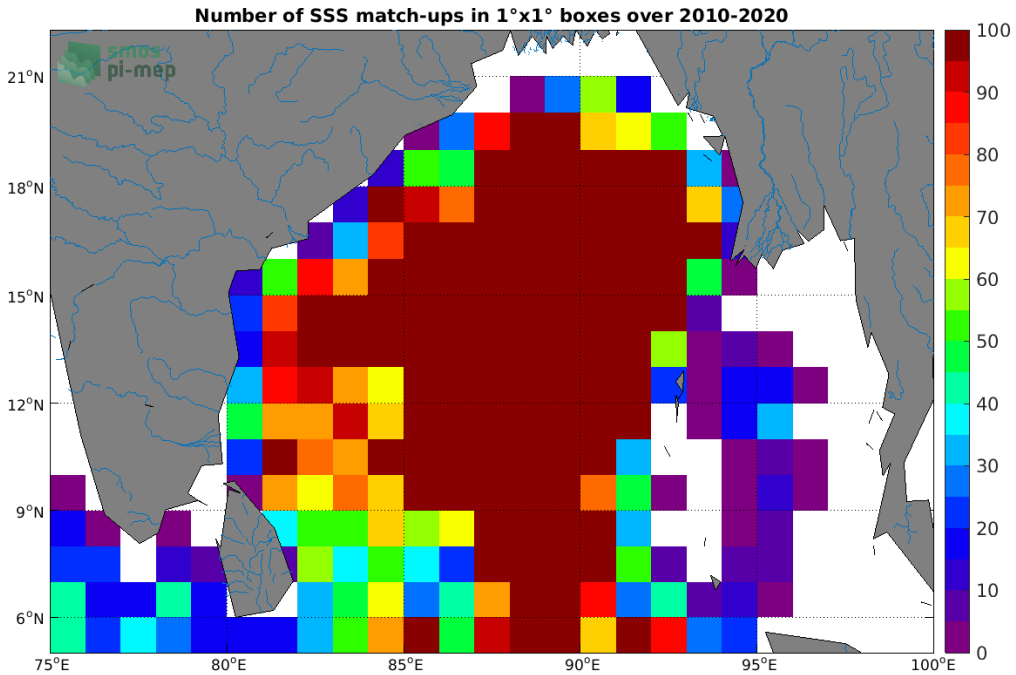 Number of SSS match-ups in 1°x1° boxes over 2010-2020
smos
pi-mep
21°N
18°N
15°N
12°N
9°N
6°N
75°E
80°E
85°E
90°E
95°E
100°E
100
90
80
70
60
50
40
30
20
10
0